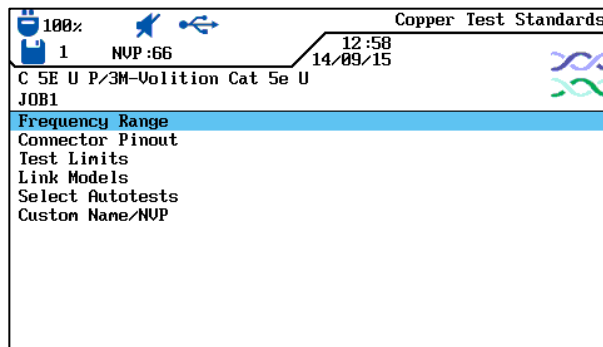 100%
Copper Test Standards
1 NVP:66
12:58
14/09/15
C 5E U P/3M-Volition Cat 5e U
JOB1
Frequency Range
Connector Pinout
Test Limits
Link Models
Select Autotests
Custom Name/NVP